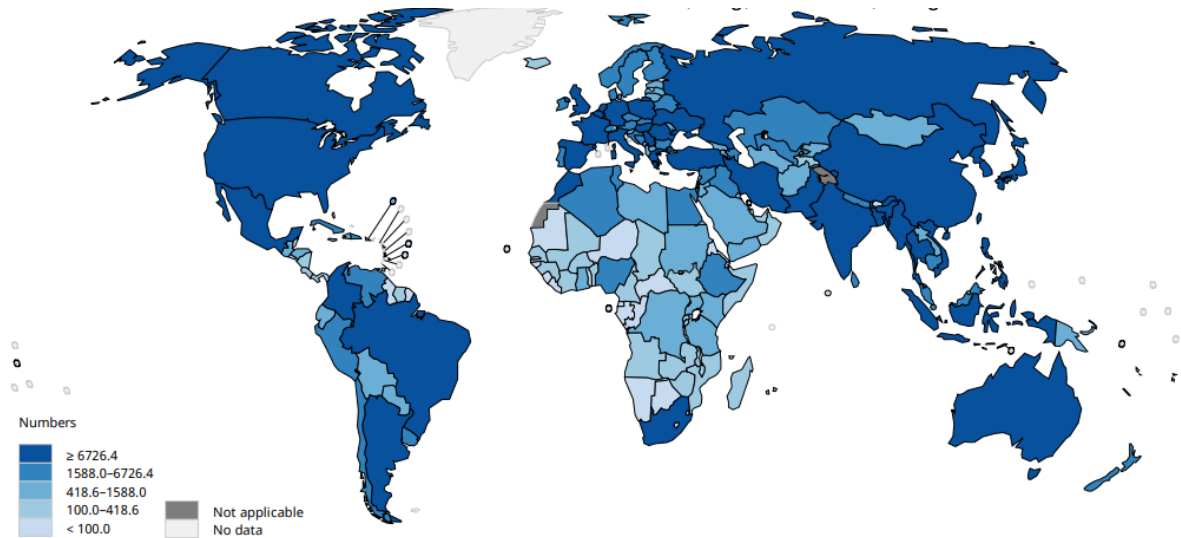 Numbers
≥ 6726.4
1588.0–6726.4
418.6–1588.0
100.0–418.6
< 100.0
Not applicable
No data